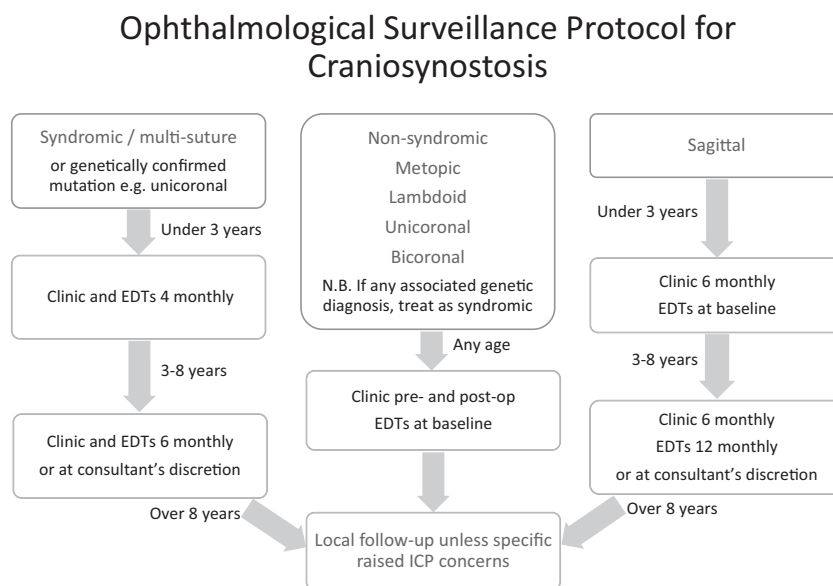 Ophthalmological Surveillance Protocol for
Craniosynostosis
Syndromic / multi-suture
or genetically confirmed
mutation e.g. unicoronal
Under 3 years
Clinic and EDTs 4 monthly
3-8 years
Clinic and EDTs 6 monthly
or at consultant's discretion
Over 8 years
Non-syndromic
Metopic
Lambdoid
Unicoronal
Bicoronal
N.B. If any associated genetic
diagnosis, treat as syndromic
Any age
Clinic pre- and post-op
EDTs at baseline
Sagittal
Under 3 years
Clinic 6 monthly
EDTs at baseline
3-8 years
Clinic 6 monthly
EDTs 12 monthly
or at consultant's discretion
Over 8 years
Local follow-up unless specific
raised ICP concerns